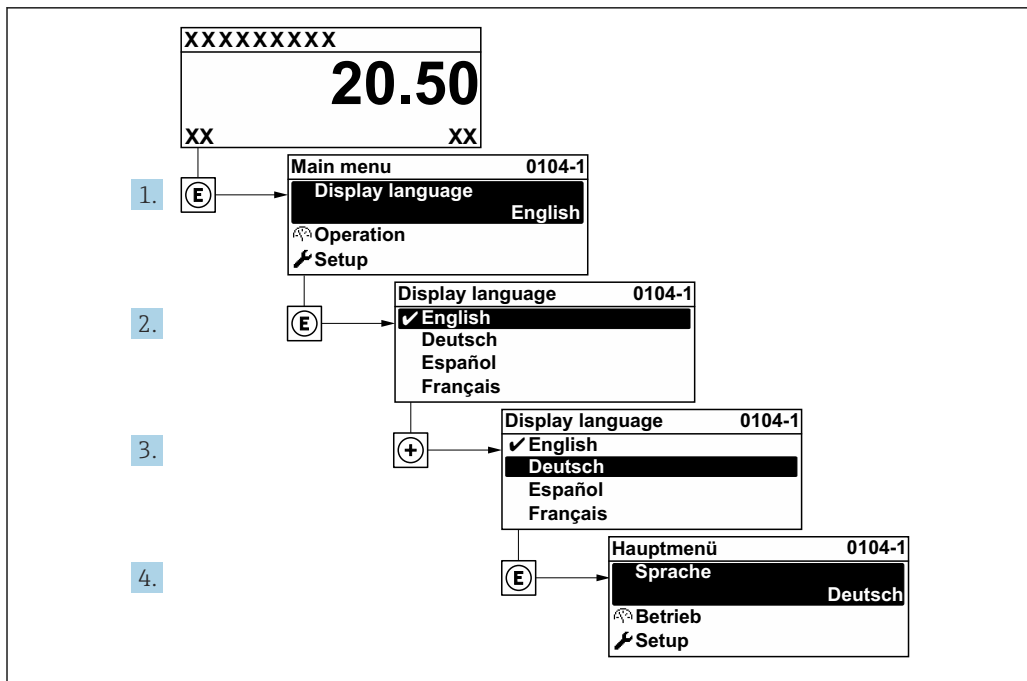 XXXXXXXXX
20.50
XX XX
1. E
Main menu 0104-1
Display language
English
Operation
Setup
2. E
Display language 0104-1
✔English
Deutsch
Español
Français
3. +
Display language 0104-1
✔English
Deutsch
Español
Français
4. E
Hauptmenü 0104-1
Sprache
Deutsch
Betrieb
Setup